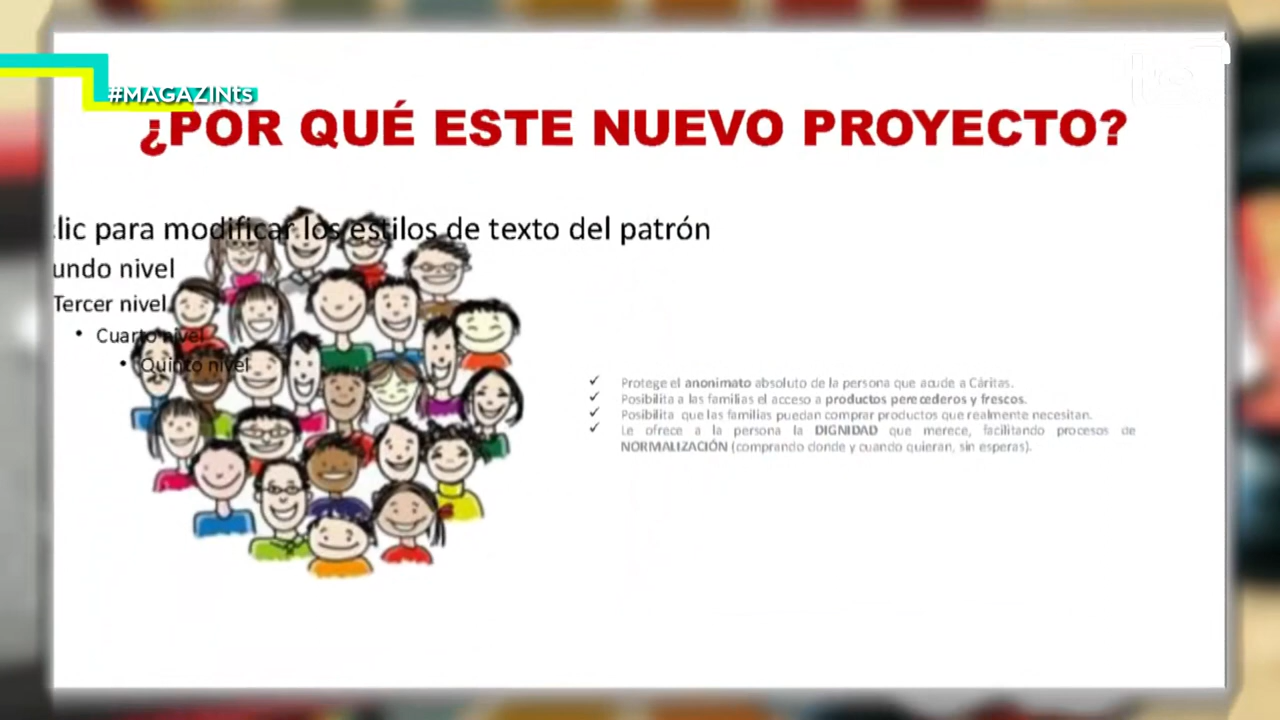 #MAGAZINts
¿POR QUÉ ESTE NUEVO PROYECTO?
clic para modificar los estilos de texto del patrón
undo nivel
Tercer nivel
• Cuarto nivel
• Quinto nivel
✓ Protege el anonimato absoluto de la persona que acude a Cáritas.
✓ Posibilita a las familias el acceso a productos perecederos y frescos.
✓ Posibilita que las familias puedan comprar productos que realmente necesitan.
✓ Le ofrece a la persona la DIGNIDAD que merece, facilitando procesos de
NORMALIZACIÓN (comprando donde y cuando quieran, sin esperas).